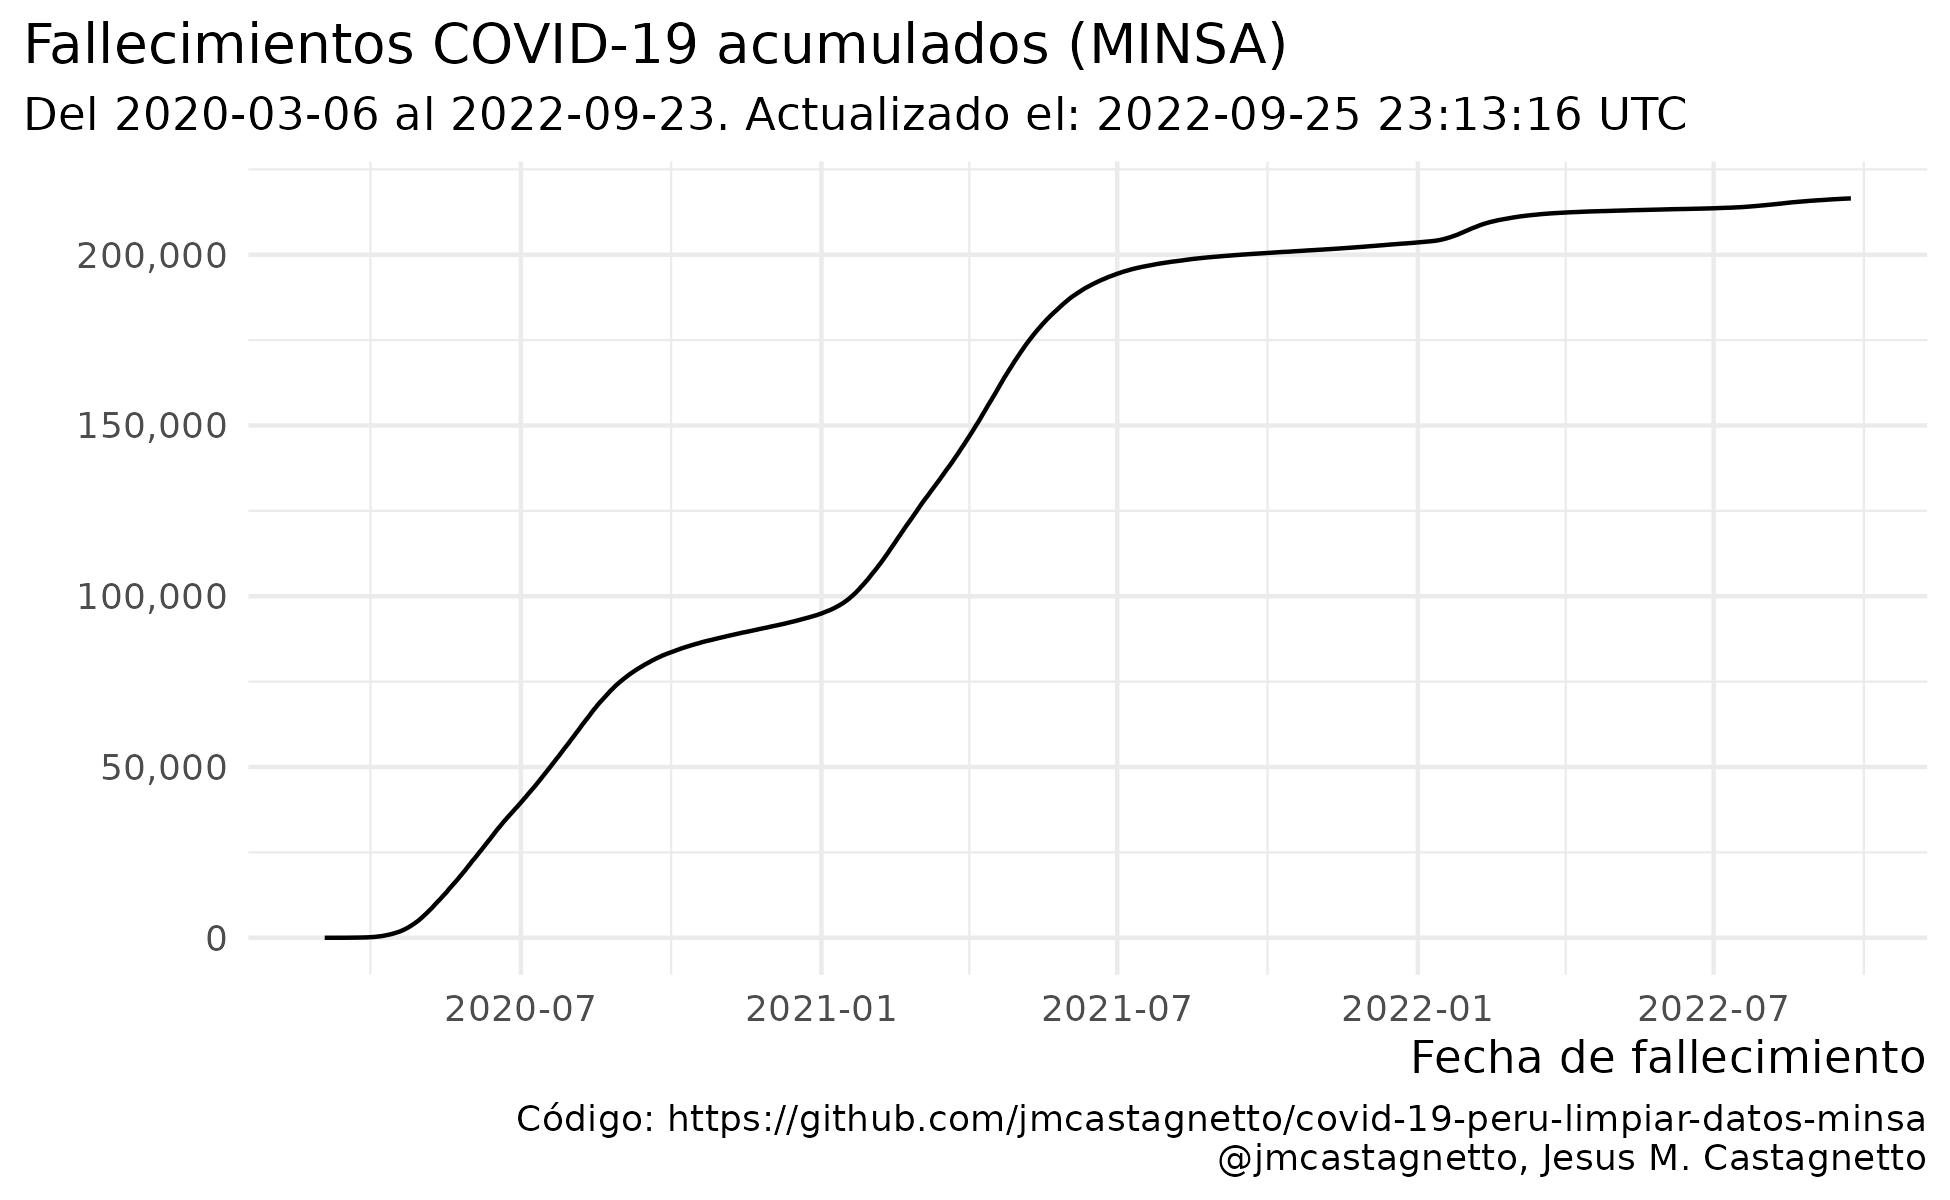 Fallecimientos COVID-19 acumulados (MINSA)
Del 2020-03-06 al 2022-09-23. Actualizado el: 2022-09-25 23:13:16 UTC
200,000
150,000
100,000
50,000
0
2020-07 2021-01 2021-07 2022-01 2022-07
Fecha de fallecimiento
Código: https://github.com/jmcastagnetto/covid-19-peru-limpiar-datos-minsa
@jmcastagnetto, Jesus M. Castagnetto